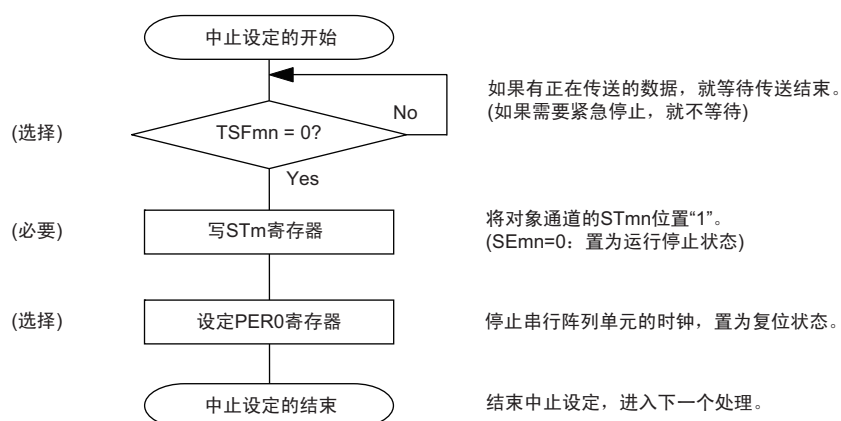 中止设定的开始
如果有正在传送的数据，就等待传送结束。
(如果需要紧急停止，就不等待)
No
(选择)
TSFmn = 0?
Yes
(必要)
写STm寄存器
将对象通道的STmn位置“1”。
(SEmn=0：置为运行停止状态)
(选择)
设定PER0寄存器
停止串行阵列单元的时钟，置为复位状态。
中止设定的结束
结束中止设定，进入下一个处理。